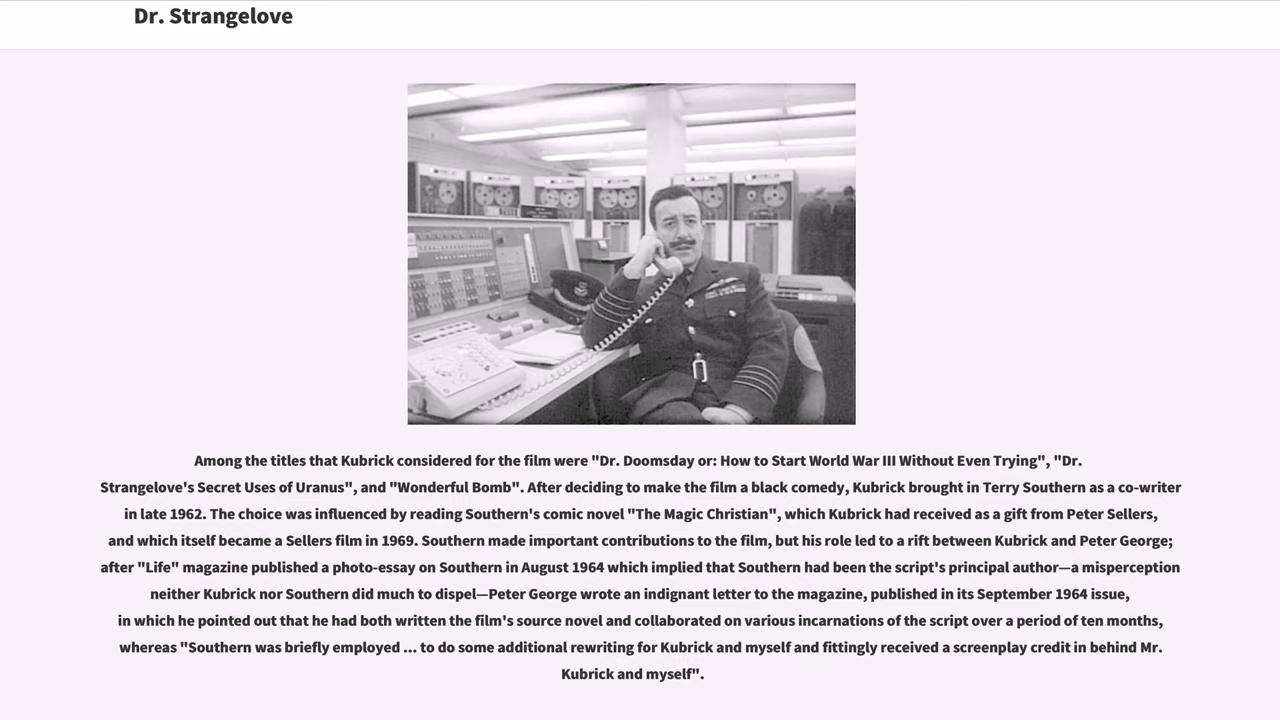 Dr. Strangelove
Among the titles that Kubrick considered for the film were "Dr. Doomsday or: How to Start World War III Without Even Trying", "Dr.
Strangelove's Secret Uses of Uranus", and "Wonderful Bomb". After deciding to make the film a black comedy, Kubrick brought in Terry Southern as a co-writer
in late 1962. The choice was influenced by reading Southern's comic novel "The Magic Christian", which Kubrick had received as a gift from Peter Sellers,
and which itself became a Sellers film in 1969. Southern made important contributions to the film, but his role led to a rift between Kubrick and Peter George;
after "Life" magazine published a photo-essay on Southern in August 1964 which implied that Southern had been the script's principal author—a misperception
neither Kubrick nor Southern did much to dispel—Peter George wrote an indignant letter to the magazine, published in its September 1964 issue,
in which he pointed out that he had both written the film's source novel and collaborated on various incarnations of the script over a period of ten months,
whereas "Southern was briefly employed ... to do some additional rewriting for Kubrick and myself and fittingly received a screenplay credit in behind Mr.
Kubrick and myself".